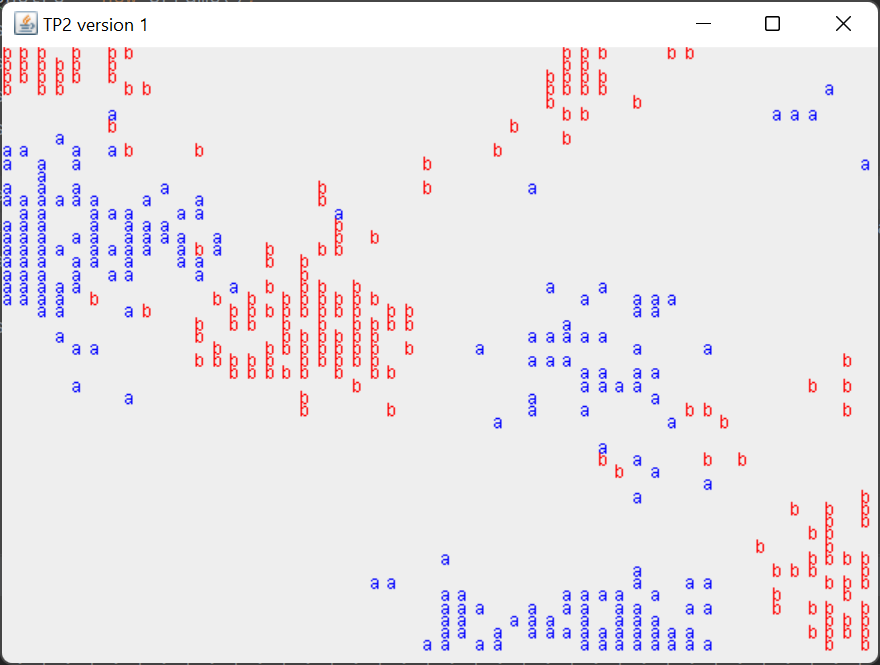 TP2 version 1
b b b b b b b b b b b
b b b b b b b
b b b b b b b b b b
b b b b b b b b b a
b b
a b b a a a
b b
a b
a a a a b b b
a a a b a
a
a a a a b b a
a a a a a a a a b
a a a a a a a a
a a a a a a a b
a a a a a a a a a a b b
a a a a a a a a a a b a b b b
a a a a a a a a b b
a a a a a a a b
a a a a a a b b b b a a
a a a a b b b b b b b b b a a a a
a a a b b b b b b b b b b b a a
b b b b b b b b b b a
a b b b b b b b a a a a a
a a b b b b b b b b b a a a
b b b b b b b b b b b a a a b
b b b b b b b b b a a a a
a b a a a a b b
a b a a
b b a a b b b
a a b
a
b a b b
b a
a
a b
b b b
b b
b b
b b
a b b b b
a b b b b
a a a a a b b b
a a a a a a a b b
a a a a a a a a a a b b b b b
a a a a a a a a a a b b b
a a a a a a a a a a a a a b b b b
a a a a a a a a a a a a b b